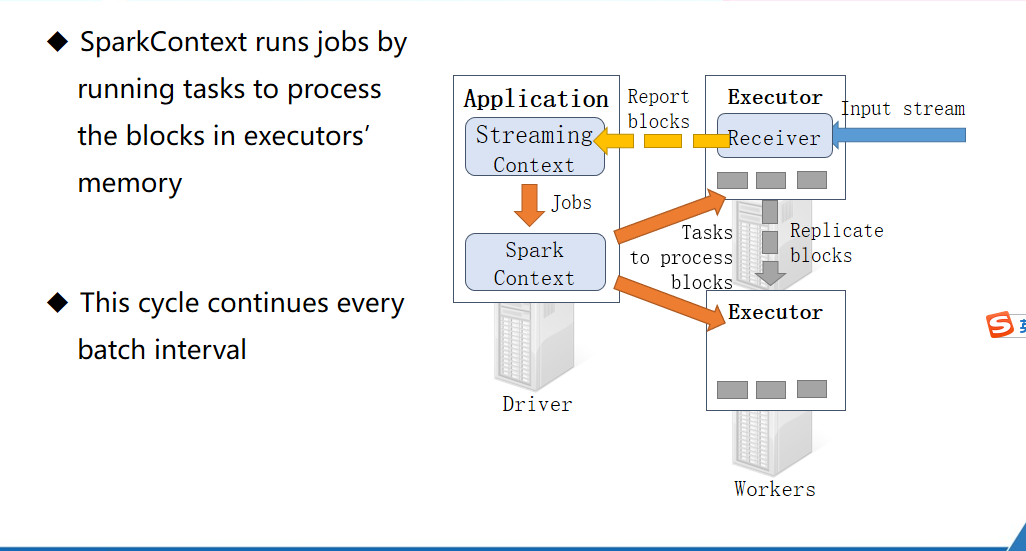 ◆ SparkContext runs jobs by
running tasks to process
the blocks in executors’
memory
◆ This cycle continues every
batch interval
Application
Streaming
Context
Jobs
Spark
Context
Driver
Report
blocks
Executor
Receiver
Input stream
Tasks
to process
blocks
Replicate
blocks
Executor
Workers
S
英